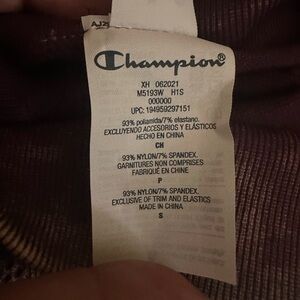 Champion®
XH 062021
M5193W H1S
000000
UPC: 194959297151
93% poliamida/7% elastano.
EXCLUYENDO ACCESORIOS Y ELÁSTICOS
HECHO EN CHINA
CH
93% NYLON/7% SPANDEX.
GARNITURES NON COMPRISES
FABRIQUÉ EN CHINE
P
93% NYLON/7% SPANDEX.
EXCLUSIVE OF TRIM AND ELASTICS
MADE IN CHINA
S